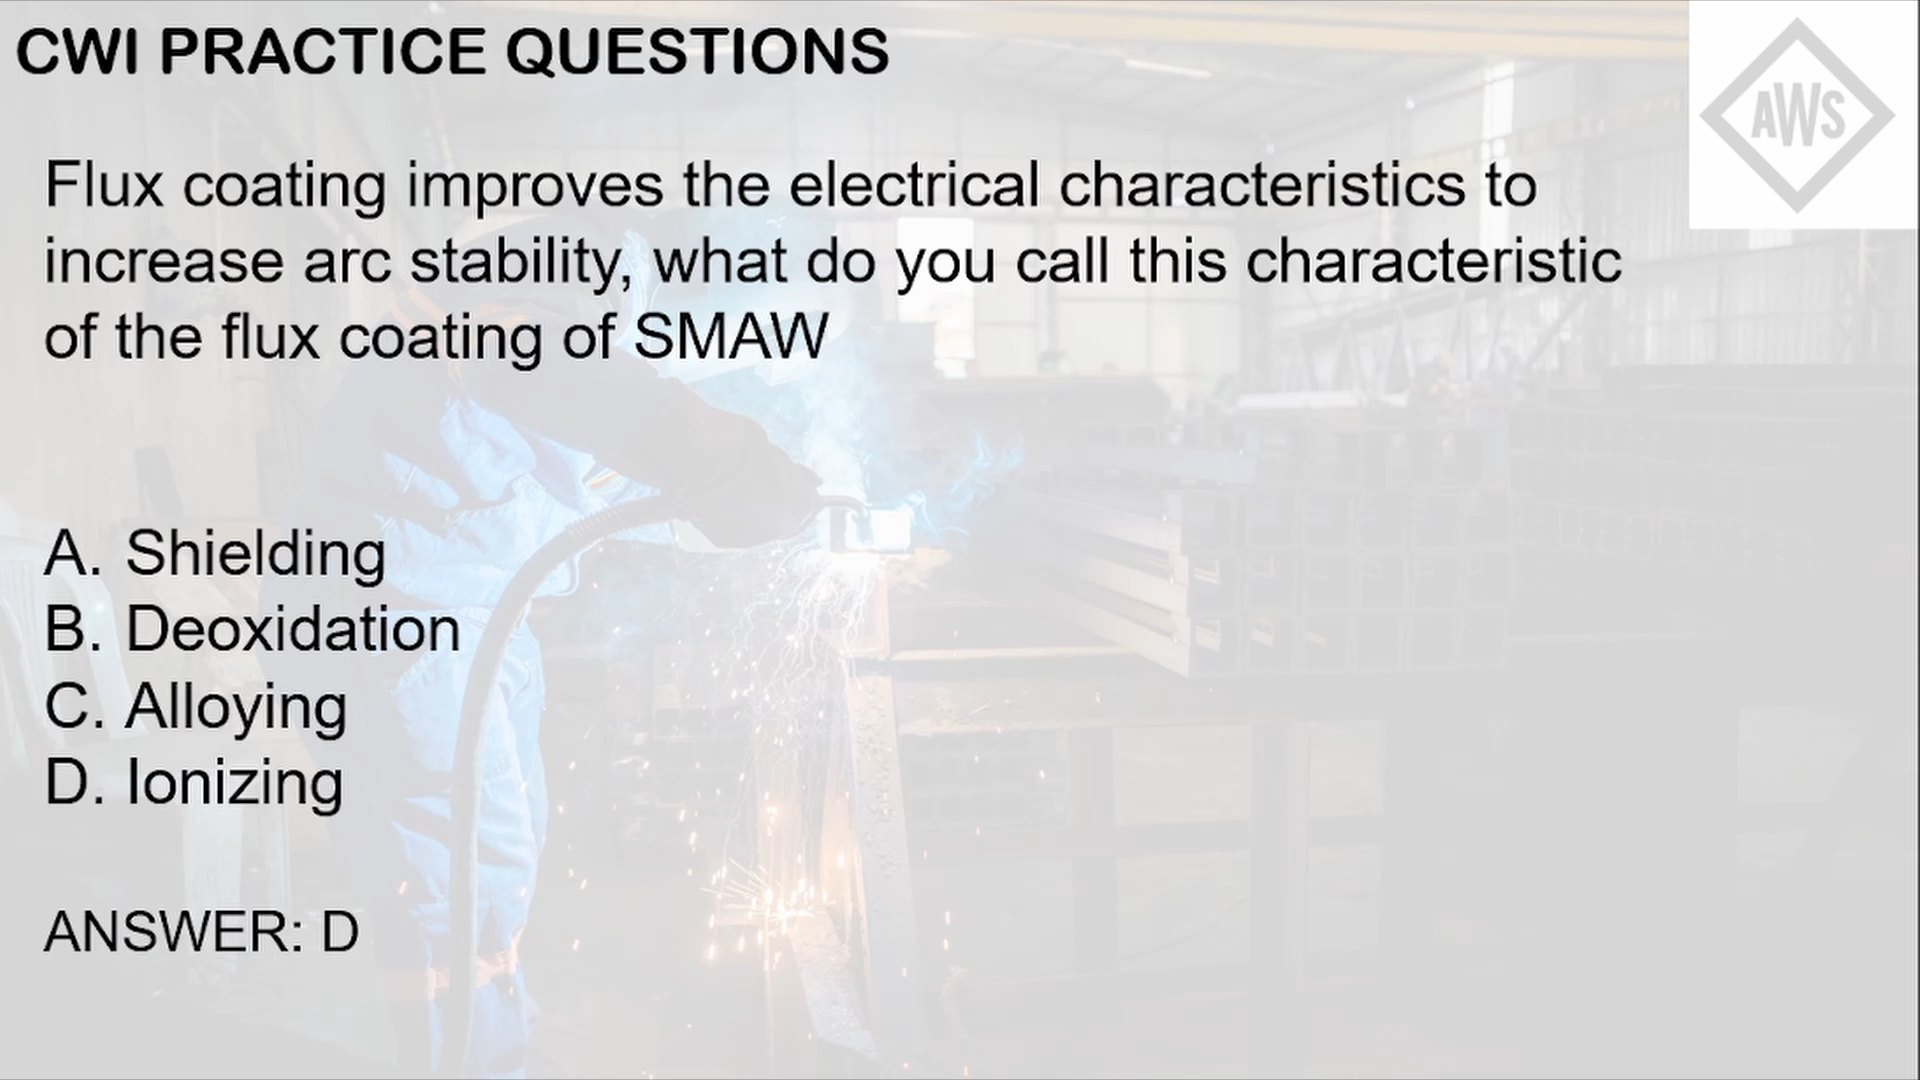 CWI PRACTICE QUESTIONS
AWS
Flux coating improves the electrical characteristics to
increase arc stability, what do you call this characteristic
of the flux coating of SMAW
A. Shielding
B. Deoxidation
C. Alloying
D. Ionizing
ANSWER: D